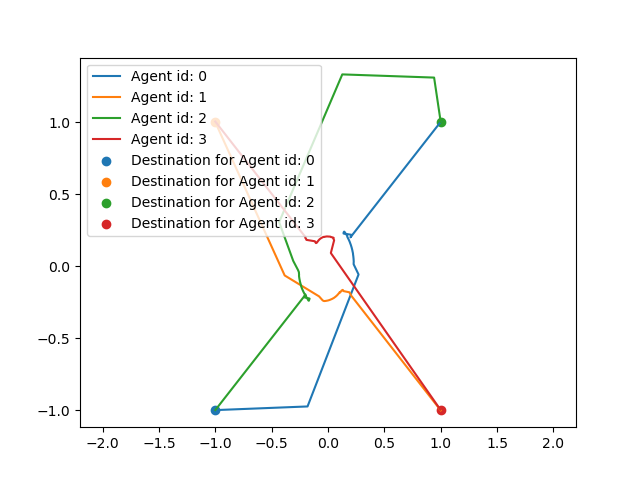 Agent id: 0
Agent id: 1
Agent id: 2
Agent id: 3
Destination for Agent id: 0
Destination for Agent id: 1
Destination for Agent id: 2
Destination for Agent id: 3
1.0
0.5
0.0
−0.5
−1.0
−2.0 −1.5 −1.0 −0.5 0.0 0.5 1.0 1.5 2.0